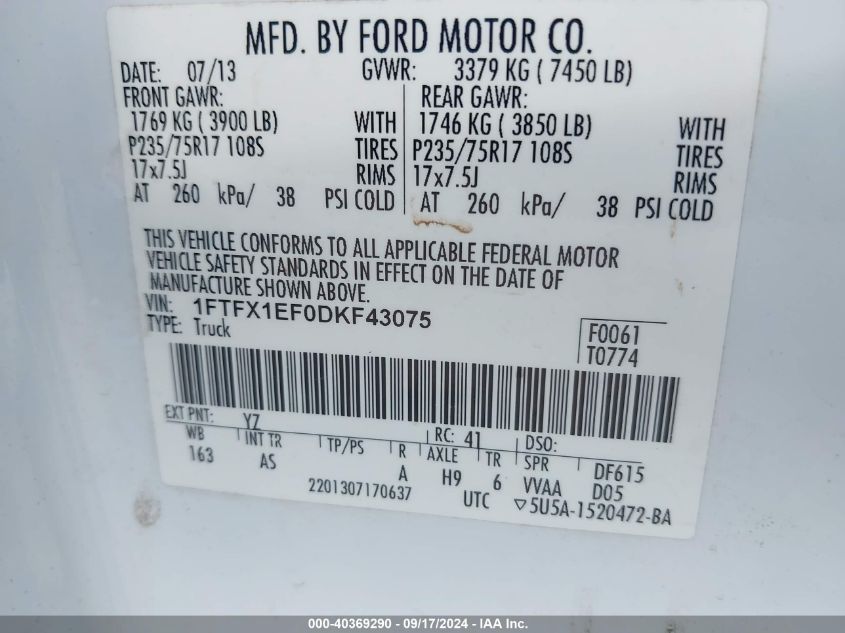 MFD. BY FORD MOTOR CO.
DATE: 07/13 GVWR: 3379 KG ( 7450 LB)
FRONT GAWR: REAR GAWR:
1769 KG ( 3900 LB) WITH 1746 KG ( 3850 LB) WITH
P235/75R17 108S TIRES P235/75R17 108S TIRES
17x7.5J RIMS 17x7.5J RIMS
AT 260 kPa/ 38 PSI COLD AT 260 kPa/ 38 PSI COLD
THIS VEHICLE CONFORMS TO ALL APPLICABLE FEDERAL MOTOR
VEHICLE SAFETY STANDARDS IN EFFECT ON THE DATE OF
MANUFACTURE SHOWN ABOVE.
VIN: 1FTFX1EF0DKF43075
TYPE: Truck
F0061
T0774
EXT PNT: YZ RC: 41 DSO:
WB INT TR TP/PS R AXLE TR SPR DF615
163 AS A H9 6 VVAA D05
2201307170637 UTC ▽5U5A-1520472-BA
000-40369290 - 09/17/2024 - IAA Inc.